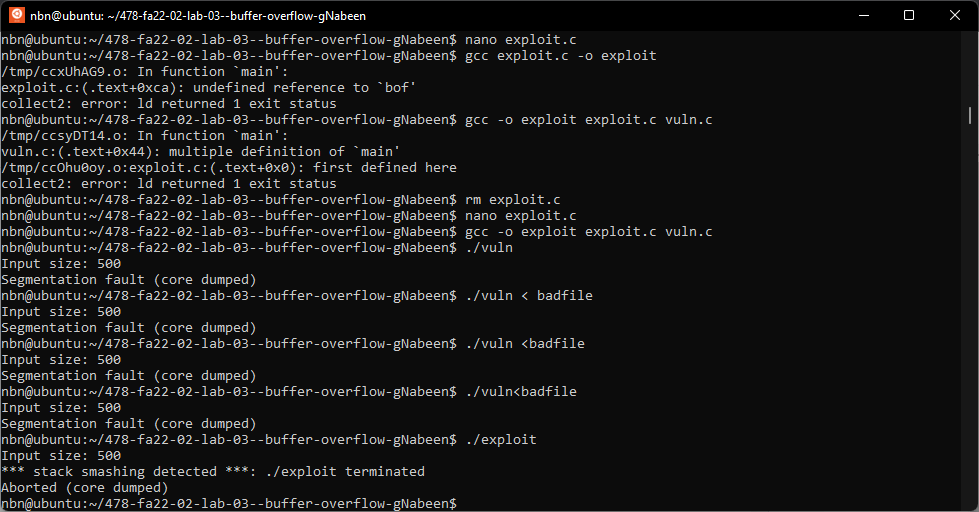 nbn@ubuntu: ~/478-fa22-02-lab-03--buffer-overflow-gNabeen
nbn@ubuntu:~/478-fa22-02-lab-03--buffer-overflow-gNabeen$ nano exploit.c
nbn@ubuntu:~/478-fa22-02-lab-03--buffer-overflow-gNabeen$ gcc exploit.c -o exploit
/tmp/ccxUhAG9.o: In function `main':
exploit.c:(.text+0xca): undefined reference to `bof'
collect2: error: ld returned 1 exit status
nbn@ubuntu:~/478-fa22-02-lab-03--buffer-overflow-gNabeen$ gcc -o exploit exploit.c vuln.c
/tmp/ccsyDT14.o: In function `main':
vuln.c:(.text+0x44): multiple definition of `main'
/tmp/ccOhu0oy.o:exploit.c:(.text+0x0): first defined here
collect2: error: ld returned 1 exit status
nbn@ubuntu:~/478-fa22-02-lab-03--buffer-overflow-gNabeen$ rm exploit.c
nbn@ubuntu:~/478-fa22-02-lab-03--buffer-overflow-gNabeen$ nano exploit.c
nbn@ubuntu:~/478-fa22-02-lab-03--buffer-overflow-gNabeen$ gcc -o exploit exploit.c vuln.c
nbn@ubuntu:~/478-fa22-02-lab-03--buffer-overflow-gNabeen$ ./vuln
Input size: 500
Segmentation fault (core dumped)
nbn@ubuntu:~/478-fa22-02-lab-03--buffer-overflow-gNabeen$ ./vuln < badfile
Input size: 500
Segmentation fault (core dumped)
nbn@ubuntu:~/478-fa22-02-lab-03--buffer-overflow-gNabeen$ ./vuln <badfile
Input size: 500
Segmentation fault (core dumped)
nbn@ubuntu:~/478-fa22-02-lab-03--buffer-overflow-gNabeen$ ./vuln<badfile
Input size: 500
Segmentation fault (core dumped)
nbn@ubuntu:~/478-fa22-02-lab-03--buffer-overflow-gNabeen$ ./exploit
Input size: 500
*** stack smashing detected ***: ./exploit terminated
Aborted (core dumped)
nbn@ubuntu:~/478-fa22-02-lab-03--buffer-overflow-gNabeen$